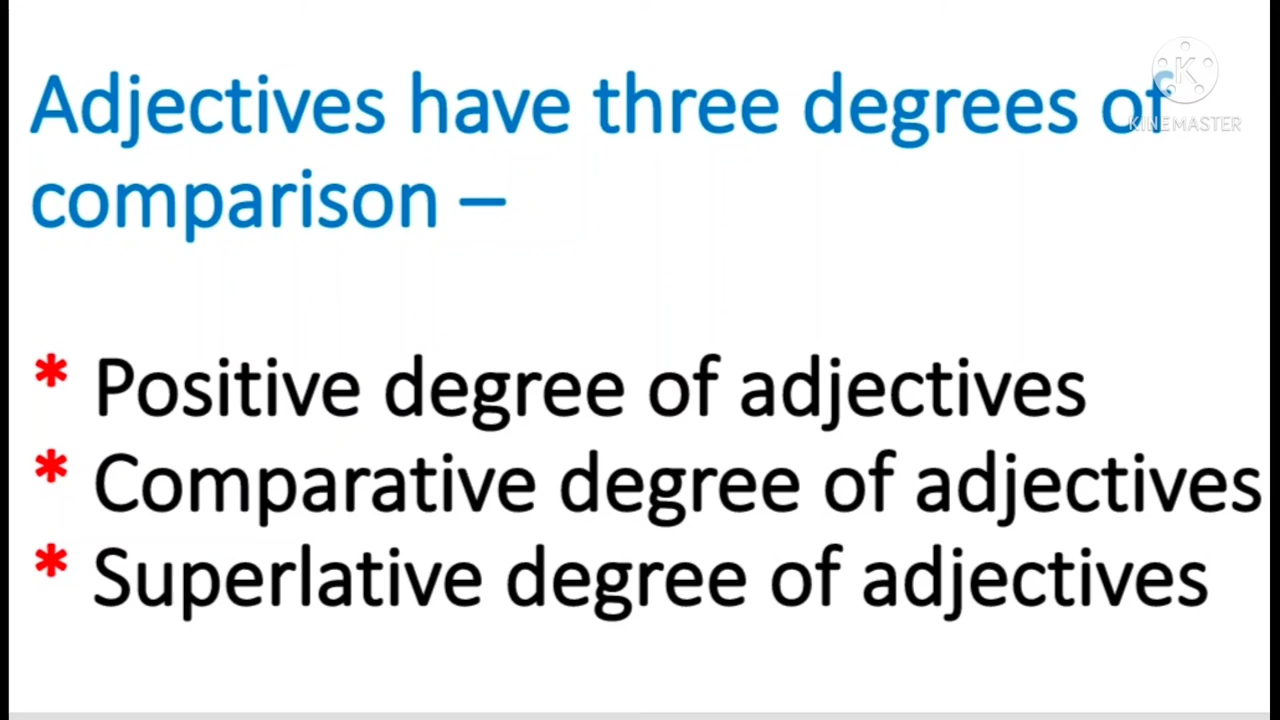 Adjectives have three degrees of
comparison –
* Positive degree of adjectives
* Comparative degree of adjectives
* Superlative degree of adjectives
K
KINEMASTER